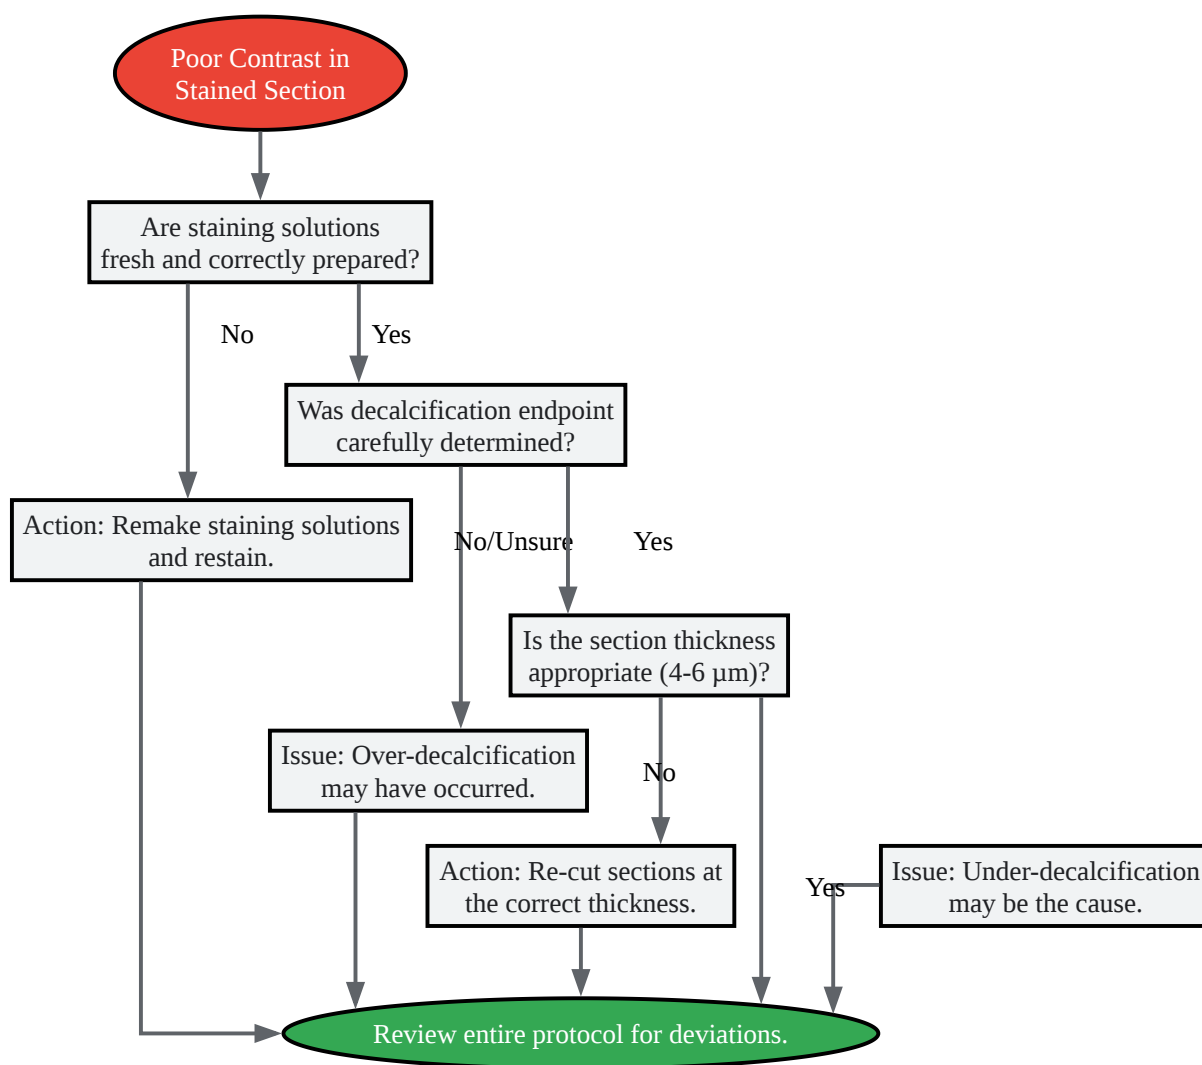 Poor Contrast in
Stained Section
Are staining solutions
fresh and correctly prepared?
No
Yes
Was decalcification endpoint
carefully determined?
Action: Remake staining solutions
and restain.
No/Unsure
Yes
Is the section thickness
appropriate (4-6 µm)?
Issue: Over-decalcification
may have occurred.
No
Action: Re-cut sections at
the correct thickness.
Yes
Issue: Under-decalcification
may be the cause.
Review entire protocol for deviations.